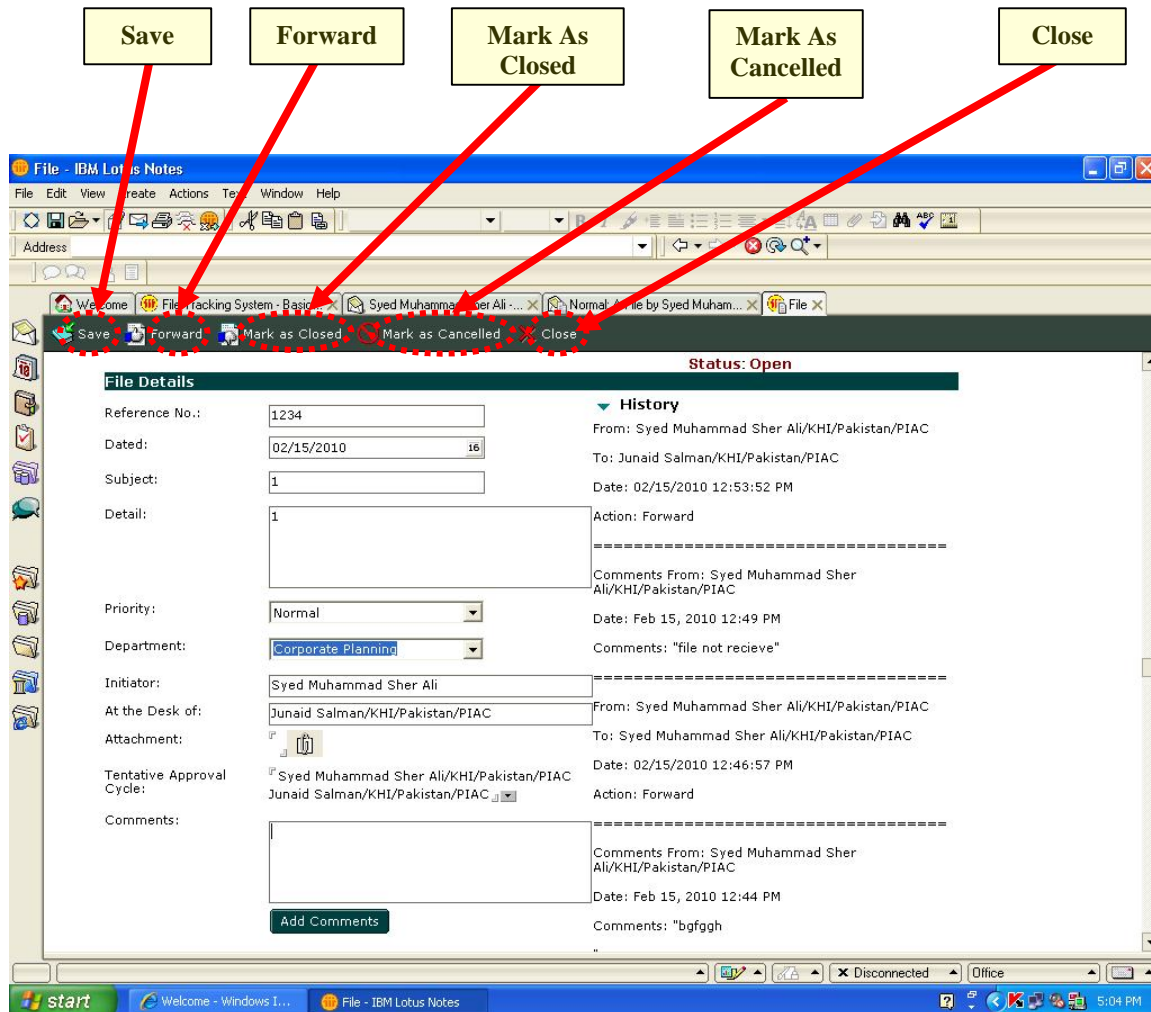 Save
Forward
Mark As
Closed
Mark As
Cancelled
Close
File - IBM Lotus Notes
File Edit View Create Actions Text Window Help
Address
Welcome
File Tracking System - Basic
Syed Muhammad Sher Ali - ...
Normal: A File by Syed Muham...
File
Save Forward Mark as Closed Mark as Cancelled Close
Status: Open
File Details
Reference No.: 1234
Dated: 02/15/2010 16
Subject: 1
Detail: 1
Priority: Normal
Department: Corporate Planning
Initiator: Syed Muhammad Sher Ali
At the Desk of: Junaid Salman/KHI/Pakistan/PIAC
Attachment:
Tentative Approval
Cycle:
Syed Muhammad Sher Ali/KHI/Pakistan/PIAC
Junaid Salman/KHI/Pakistan/PIAC
Comments:
Add Comments
History
From: Syed Muhammad Sher Ali/KHI/Pakistan/PIAC
To: Junaid Salman/KHI/Pakistan/PIAC
Date: 02/15/2010 12:53:52 PM
Action: Forward
===================================
Comments From: Syed Muhammad Sher
Ali/KHI/Pakistan/PIAC
Date: Feb 15, 2010 12:49 PM
Comments: "file not recieve"
===================================
From: Syed Muhammad Sher Ali/KHI/Pakistan/PIAC
To: Syed Muhammad Sher Ali/KHI/Pakistan/PIAC
Date: 02/15/2010 12:46:57 PM
Action: Forward
===================================
Comments From: Syed Muhammad Sher
Ali/KHI/Pakistan/PIAC
Date: Feb 15, 2010 12:44 PM
Comments: "bgfggh
"
Disconnected
Office
start
Welcome - Windows I...
File - IBM Lotus Notes
5:04 PM